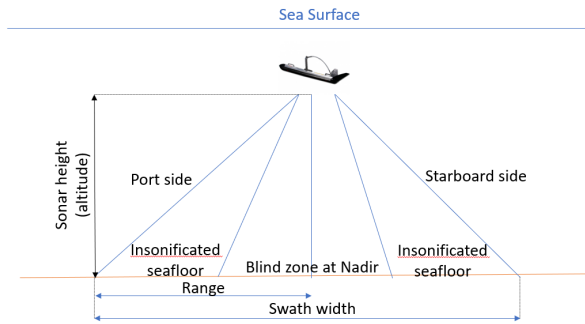 Sea Surface
Sonar height
(altitude)
Port side
Starboard side
Insonificated
seafloor
Blind zone at Nadir
Insonificated
seafloor
Range
Swath width